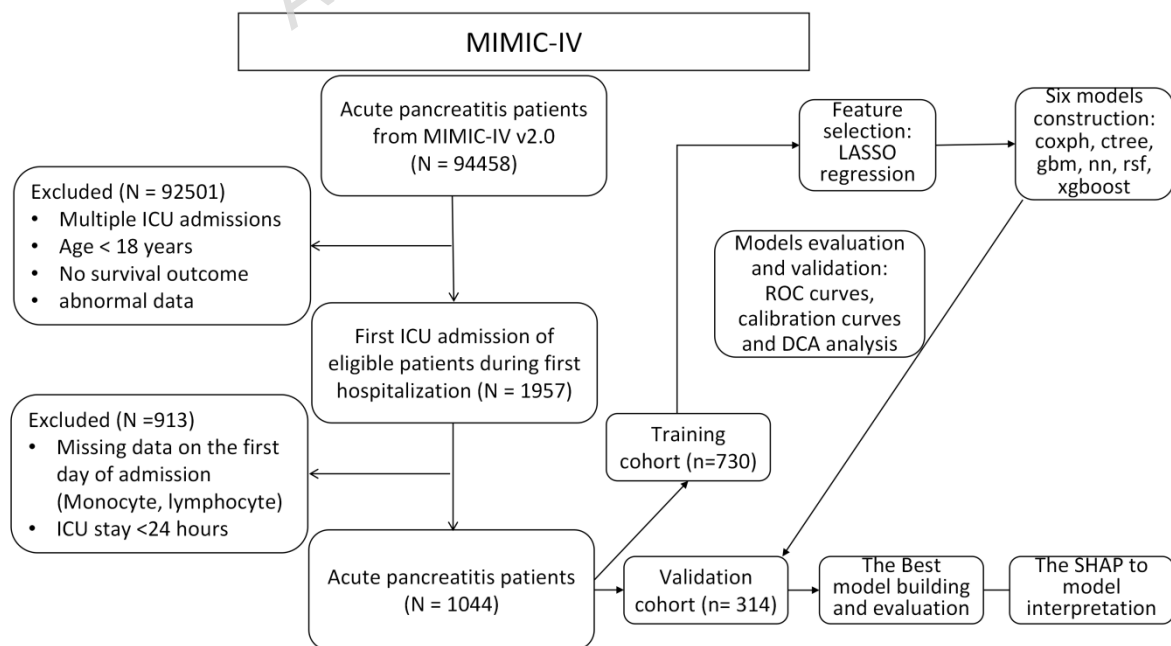 MIMIC-IV
Acute pancreatitis patients
from MIMIC-IV v2.0
(N = 94458)
Excluded (N = 92501)
• Multiple ICU admissions
• Age < 18 years
• No survival outcome
• abnormal data
First ICU admission of
eligible patients during first
hospitalization (N = 1957)
Excluded (N =913)
• Missing data on the first
day of admission
(Monocyte, lymphocyte)
• ICU stay <24 hours
Acute pancreatitis patients
(N = 1044)
Training
cohort (n=730)
Validation
cohort (n= 314)
Feature
selection:
LASSO
regression
Six models
construction:
coxph, ctree,
gbm, nn, rsf,
xgboost
Models evaluation
and validation:
ROC curves,
calibration curves
and DCA analysis
The Best
model building
and evaluation
The SHAP to
model
interpretation